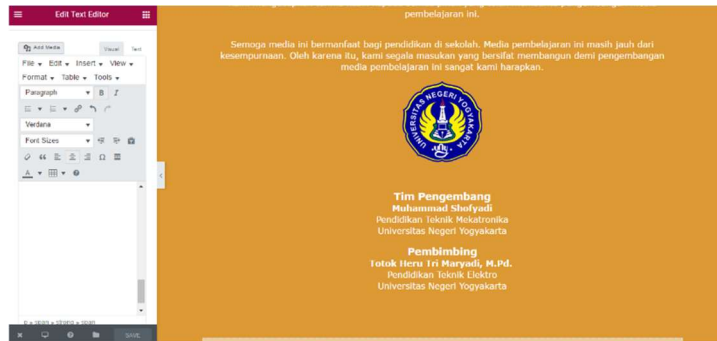 Edit Text Editor
Add Media
Visual Text
File Edit Insert View
Format Table Tools
Paragraph B I
Verdana
Font Sizes
p » span » strong » span
SAVE
pembelajaran ini.
Semoga media ini bermanfaat bagi pendidikan di sekolah. Media pembelajaran ini masih jauh dari
kesempurnaan. Oleh karena itu, kami segala masukan yang bersifat membangun demi pengembangan
media pembelajaran ini sangat kami harapkan.
UNIVERSITAS NEGERI YOGYAKARTA
Tim Pengembang
Muhammad Shofyadi
Pendidikan Teknik Mekatronika
Universitas Negeri Yogyakarta
Pembimbing
Totok Heru Tri Maryadi, M.Pd.
Pendidikan Teknik Elektro
Universitas Negeri Yogyakarta